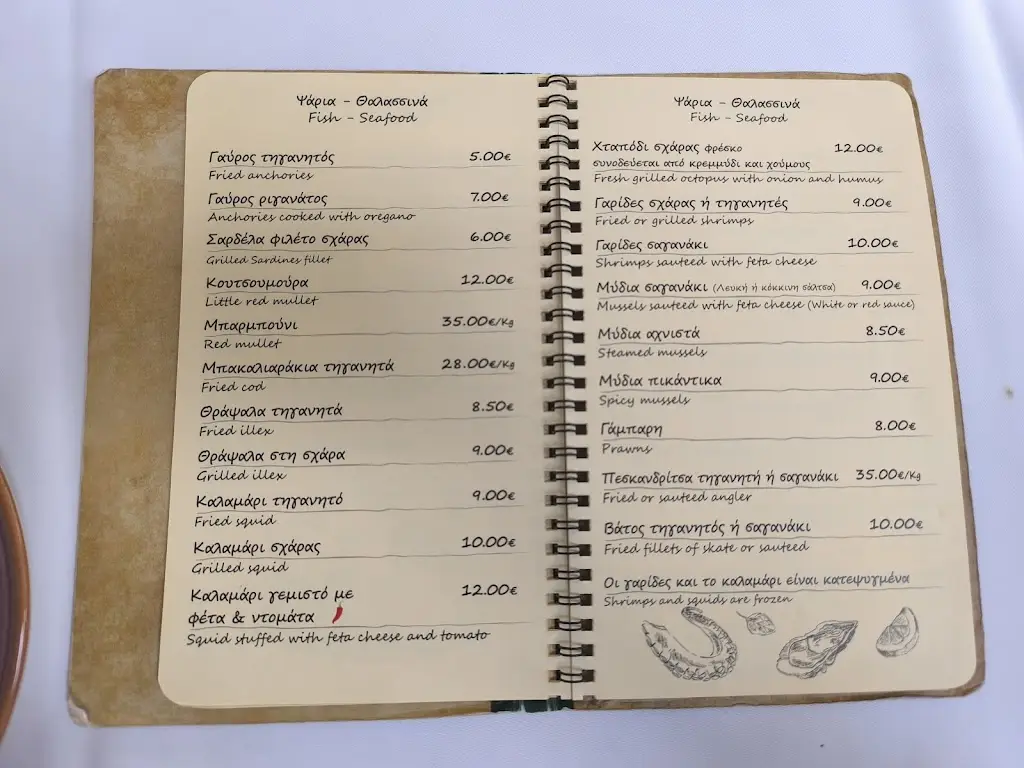 Ψάρια - Θαλασσινά
Fish - Seafood
Γαύρος τηγανητός 5.00€
Fried anchories
Γαύρος ριγανάτος 7.00€
Anchories cooked with oregano
Σαρδέλα φιλέτο σχάρας 6.00€
Grilled Sardines fillet
Κουτσουμούρα 12.00€
Little red mullet
Μπαρμπούνι 35.00€/Kg
Red mullet
Μπακαλιαράκια τηγανητά 28.00€/Kg
Fried cod
Θράψαλα τηγανητά 8.50€
Fried illex
Θράψαλα στη σχάρα 9.00€
Grilled illex
Καλαμάρι τηγανητό 9.00€
Fried squid
Καλαμάρι σχάρας 10.00€
Grilled squid
Καλαμάρι γεμιστό με 12.00€
φέτα & ντομάτα
Squid stuffed with feta cheese and tomato
Ψάρια - Θαλασσινά
Fish - Seafood
Χταπόδι σχάρας φρέσκο 12.00€
συνοδεύεται από κρεμμύδι και χούμους
Fresh grilled octopus with onion and humus
Γαρίδες σχάρας ή τηγανητές 9.00€
Fried or grilled shrimps
Γαρίδες σαγανάκι 10.00€
Shrimps sauteed with feta cheese
Μύδια σαγανάκι (Λευκή ή κόκκινη σάλτσα) 9.00€
Mussels sauteed with feta cheese (White or red sauce)
Μύδια αχνιστά 8.50€
Steamed mussels
Μύδια πικάντικα 9.00€
Spicy mussels
Γάμπαρη 8.00€
Prawns
Πεσκανδρίτσα τηγανητή ή σαγανάκι 35.00€/Kg
Fried or sauteed angler
Βάτος τηγανητός ή σαγανάκι 10.00€
Fried fillets of skate or sauteed
Οι γαρίδες και το καλαμάρι είναι κατεψυγμένα
Shrimps and squids are frozen